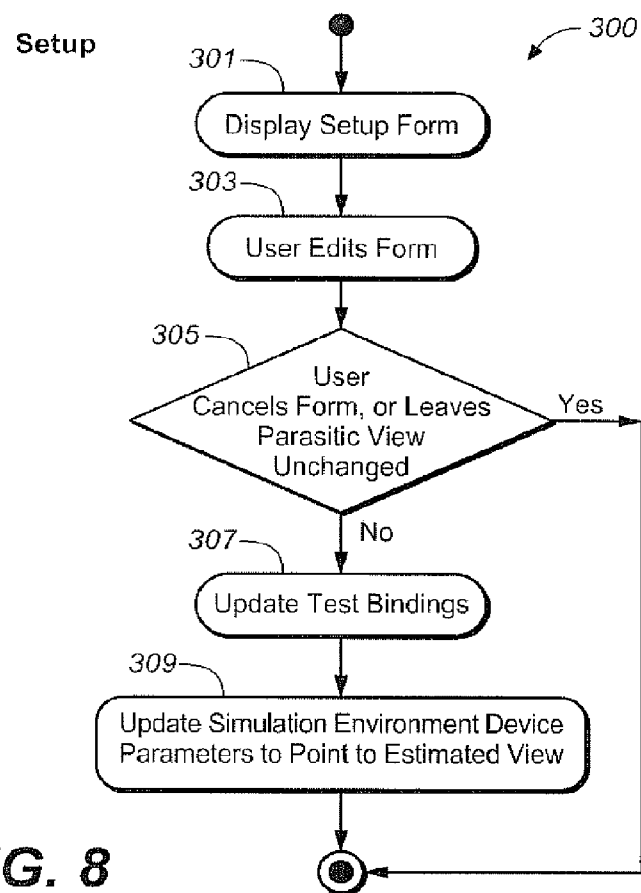 Setup
300
301
Display Setup Form
303
User Edits Form
305
User
Cancels Form, or Leaves
Parasitic View
Unchanged
Yes
No
307
Update Test Bindings
309
Update Simulation Environment Device
Parameters to Point to Estimated View
G. 8